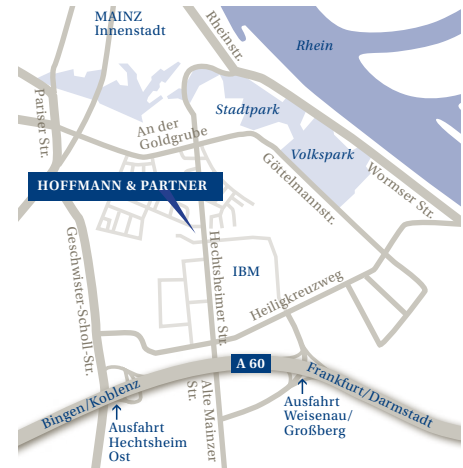 MAINZ
Innenstadt
Rheinstr.
Rhein
Pariser Str.
Stadtpark
An der
Goldgrube
Volkspark
Wormser Str.
Göttelmannstr.
HOFFMANN & PARTNER
Geschwister-Scholl-Str.
Hechtsheimer Str.
IBM
Heiligkreuzweg
A 60
Bingen/Koblenz
Frankfurt/Darmstadt
Alte Mainzer
Str.
Ausfahrt
Hechtsheim
Ost
Ausfahrt
Weisenau/
Großberg